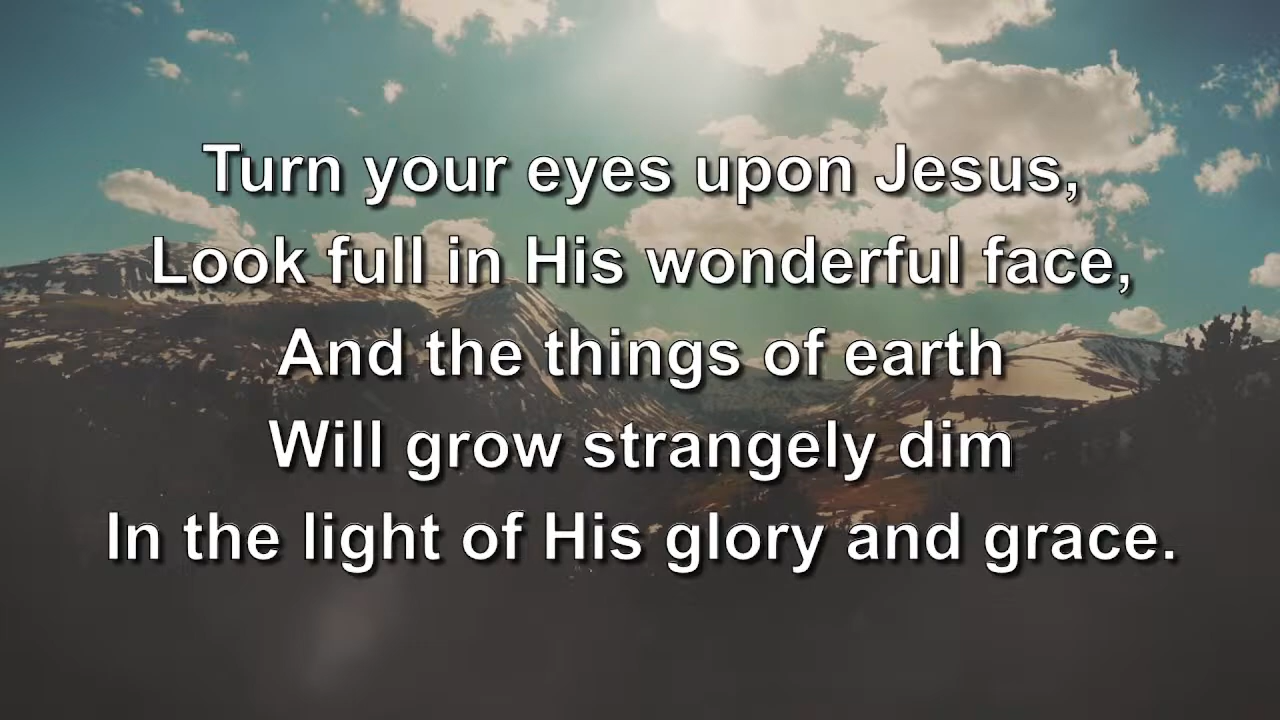 Turn your eyes upon Jesus,
Look full in His wonderful face,
And the things of earth
Will grow strangely dim
In the light of His glory and grace.